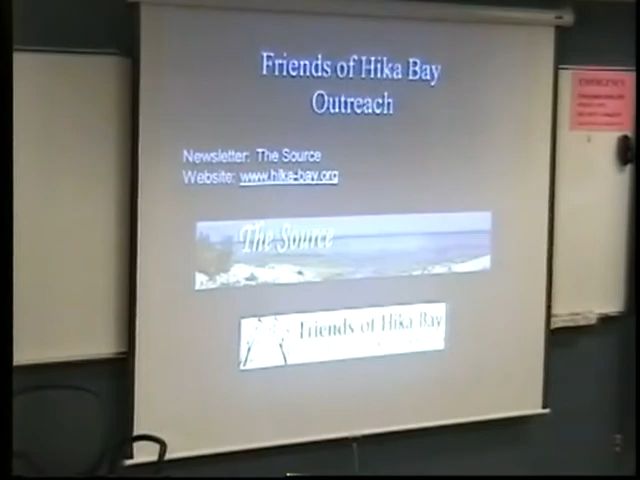 Friends of Hika Bay
Outreach
Newsletter: The Source
Website: www.hika-bay.org
The Source
Friends of Hika Bay
EMERGENCY